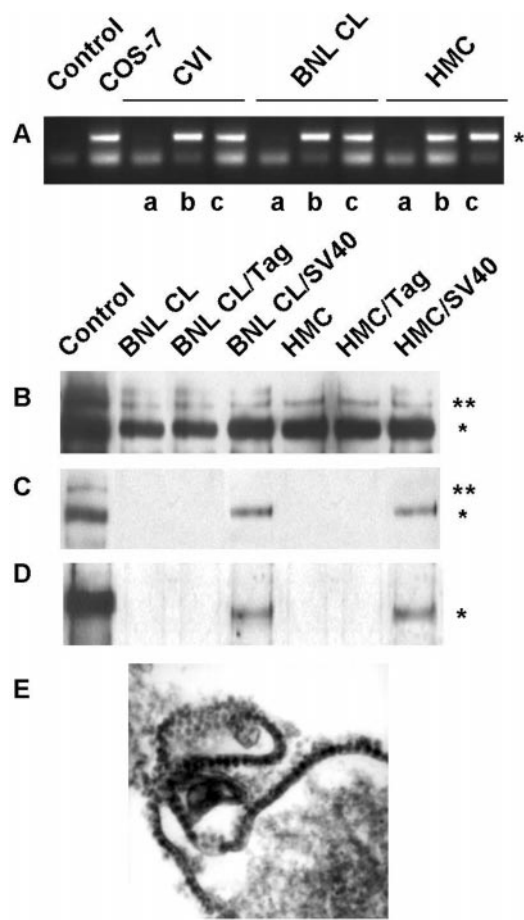 Control
COS-7
CVI
BNL CL
HMC
A
*
a b c a b c a b c
Control
BNL CL
BNL CL/Tag
BNL CL/SV40
HMC
HMC/Tag
HMC/SV40
B
**
*
C
**
*
D
*
E